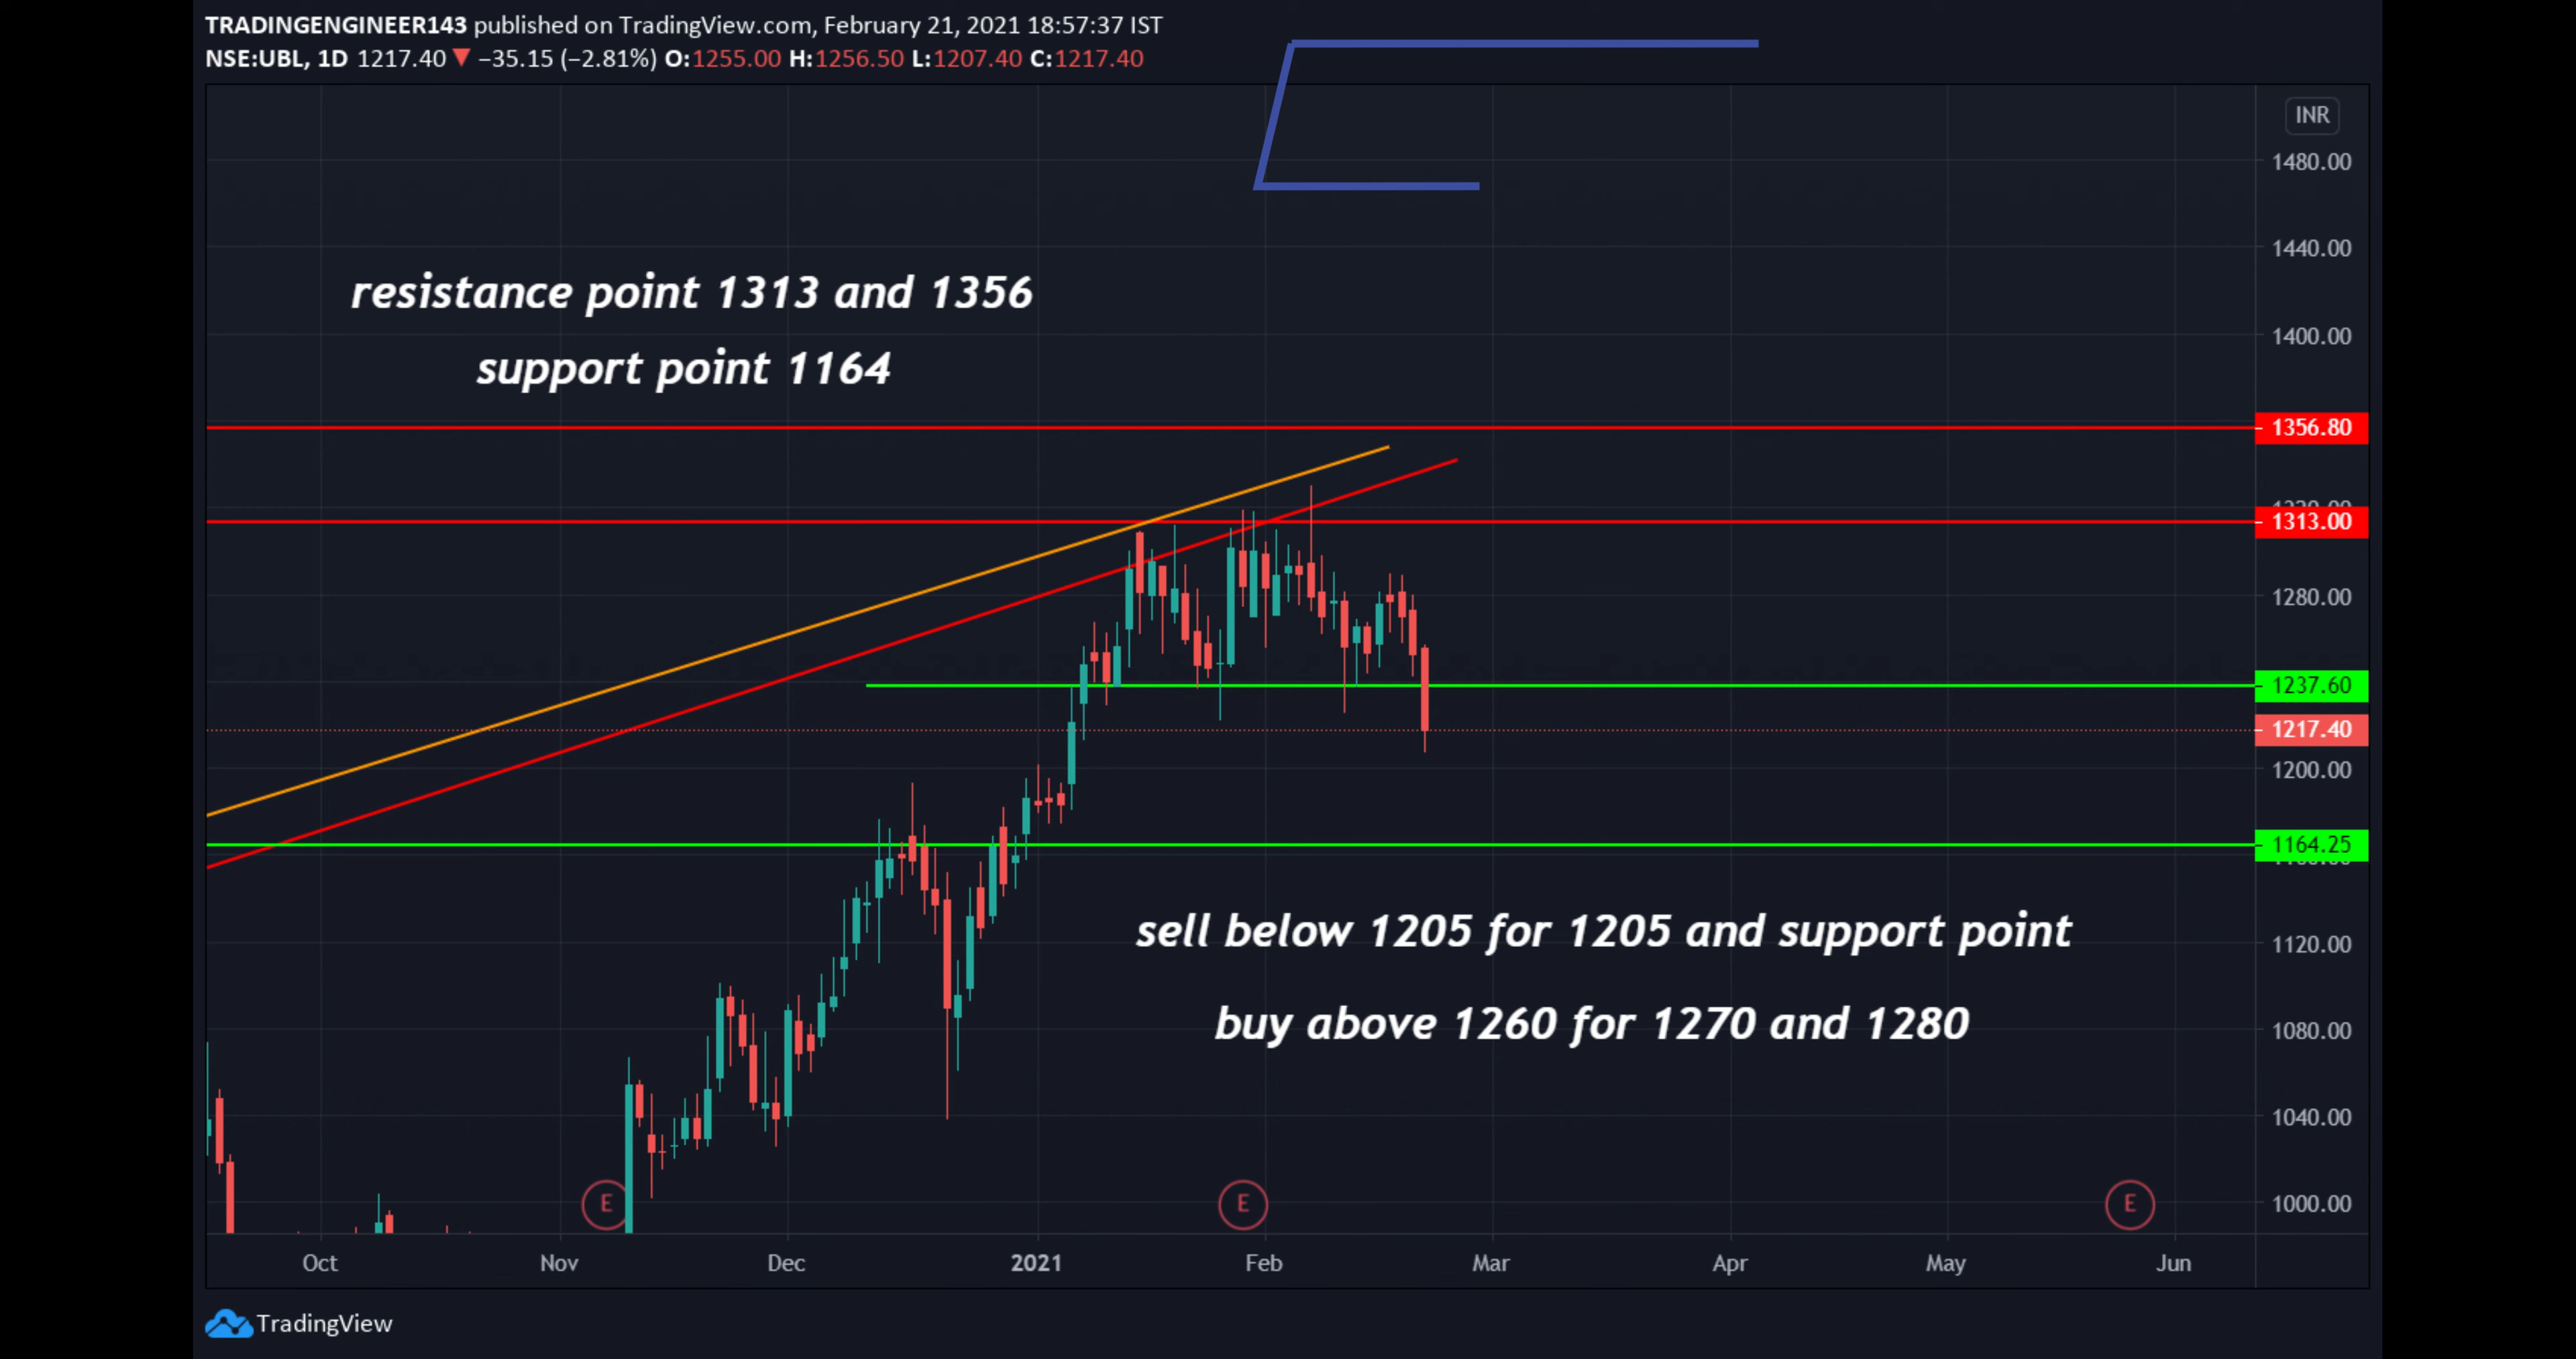 TRADINGENGINEER143 published on TradingView.com, February 21, 2021 18:57:37 IST
NSE:UBL, 1D 1217.40 ▼ −35.15 (−2.81%) O:1255.00 H:1256.50 L:1207.40 C:1217.40
INR
1480.00
1440.00
resistance point 1313 and 1356
1400.00
support point 1164
1356.80
1313.00
1280.00
1237.60
1217.40
1200.00
1164.25
sell below 1205 for 1205 and support point
1120.00
buy above 1260 for 1270 and 1280
1080.00
1040.00
E E E
1000.00
Oct Nov Dec 2021 Feb Mar Apr May Jun
TradingView